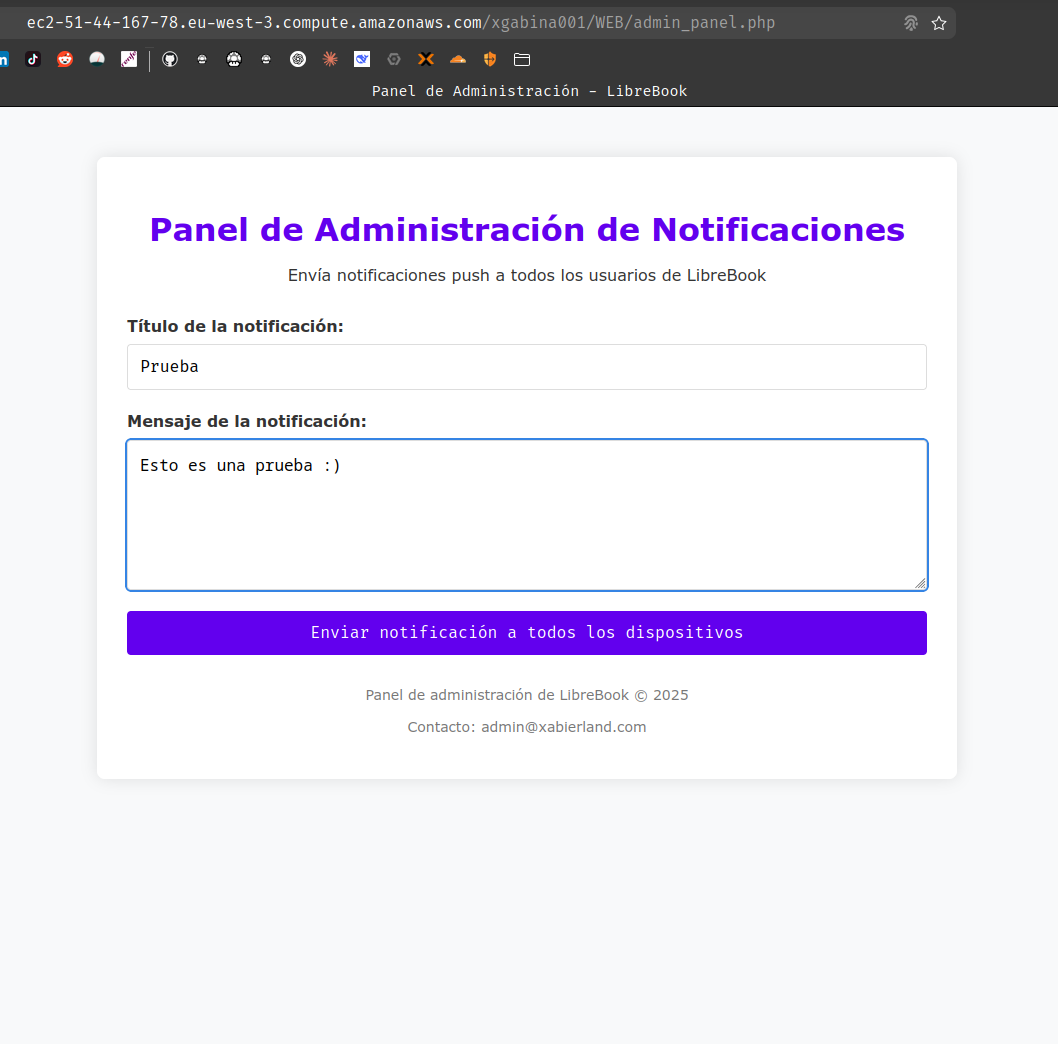 ec2-51-44-167-78.eu-west-3.compute.amazonaws.com/xgabina001/WEB/admin_panel.php
Panel de Administración - LibreBook
Panel de Administración de Notificaciones
Envía notificaciones push a todos los usuarios de LibreBook
Título de la notificación:
Prueba
Mensaje de la notificación:
Esto es una prueba :)
Enviar notificación a todos los dispositivos
Panel de administración de LibreBook © 2025
Contacto: admin@xabierland.com